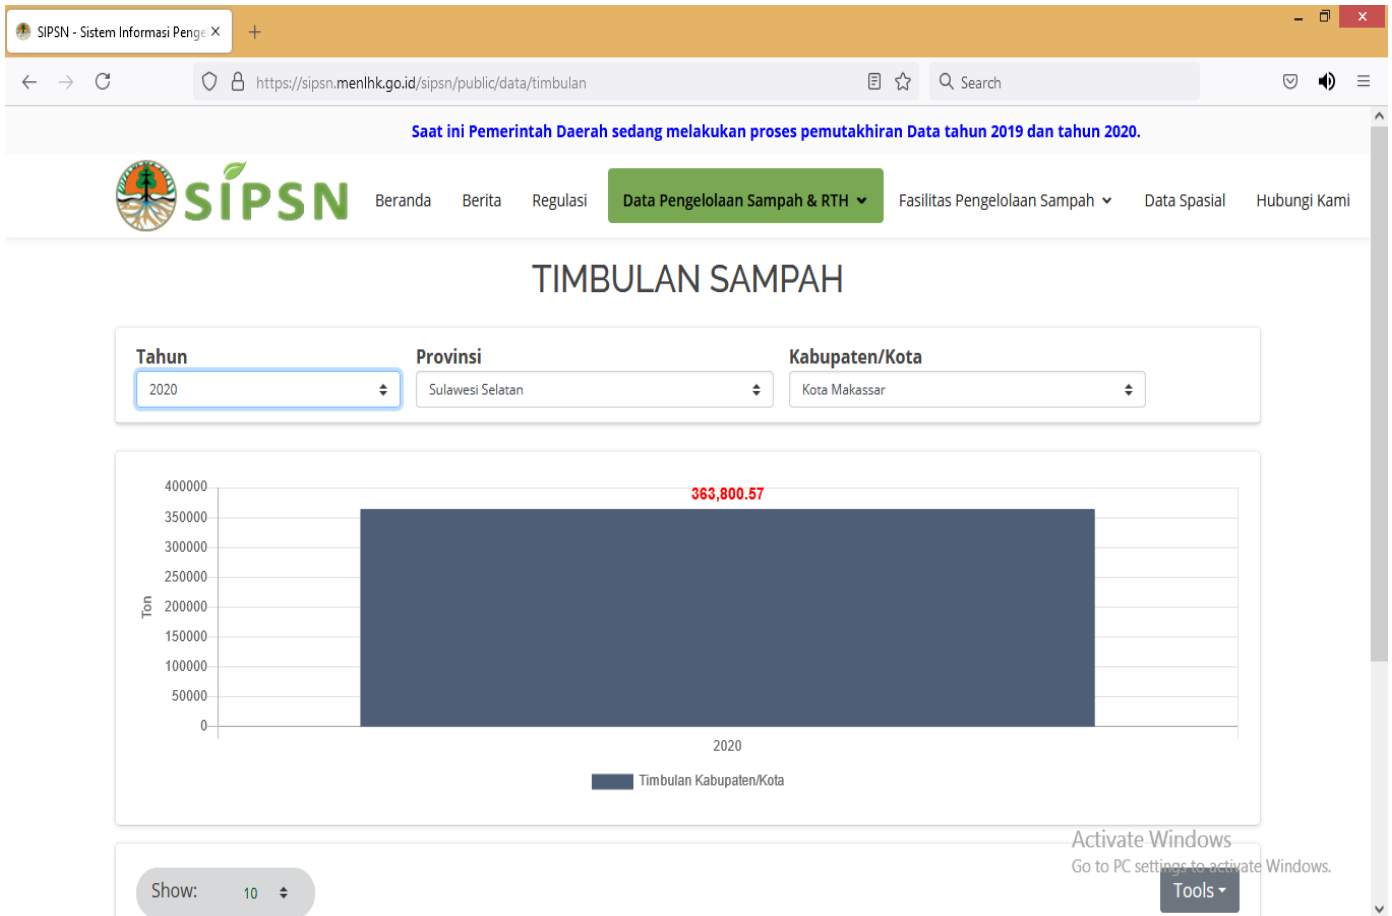 SIPSN - Sistem Informasi Penge
https://sipsn.menlhk.go.id/sipsn/public/data/timbulan
Search
Saat ini Pemerintah Daerah sedang melakukan proses pemutakhiran Data tahun 2019 dan tahun 2020.
SIPSN
Beranda Berita Regulasi Data Pengelolaan Sampah & RTH Fasilitas Pengelolaan Sampah Data Spasial Hubungi Kami
TIMBULAN SAMPAH
Tahun Provinsi Kabupaten/Kota
2020 Sulawesi Selatan Kota Makassar
400000
363,800.57
350000
300000
250000
200000
Ton
150000
100000
50000
0
2020
Timbulan Kabupaten/Kota
Activate Windows
Go to PC settings to activate Windows.
Show: 10
Tools